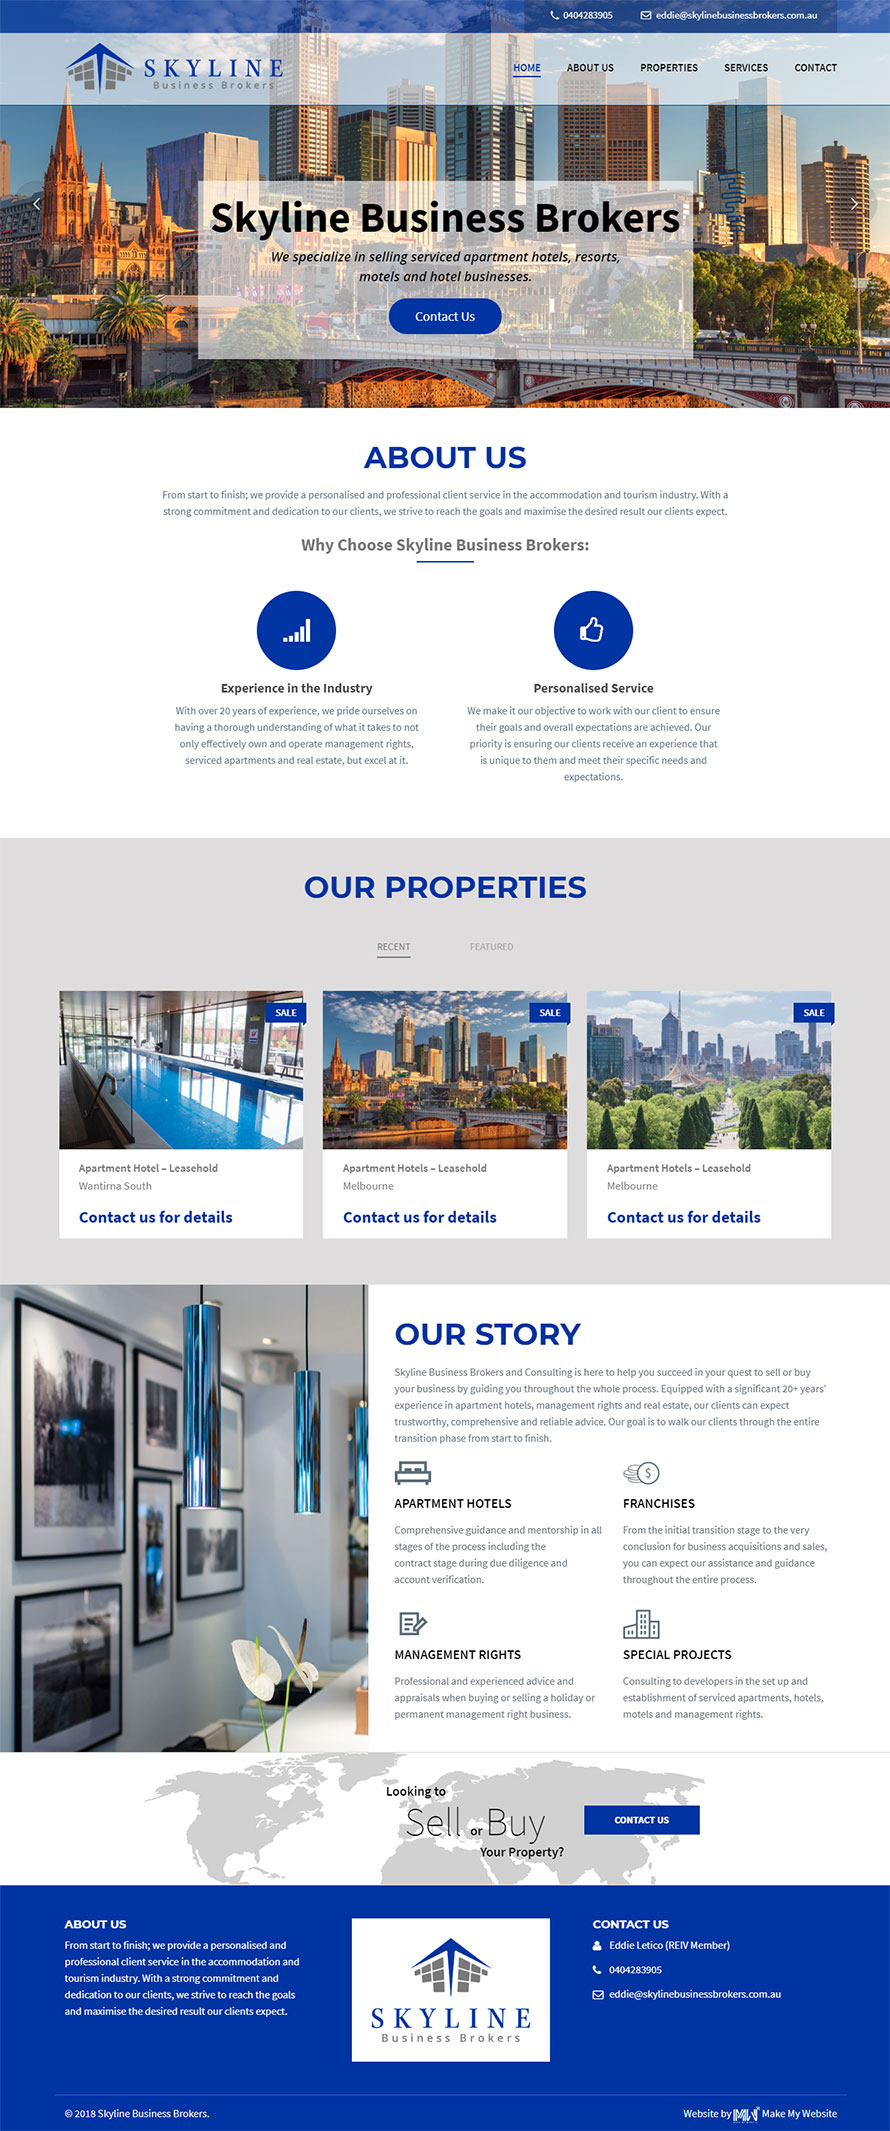 0404283905 eddie@skylinebusinessbrokers.com.au
SKYLINE
Business Brokers
HOME ABOUT US PROPERTIES SERVICES CONTACT
Skyline Business Brokers
We specialize in selling serviced apartment hotels, resorts,
motels and hotel businesses.
Contact Us
ABOUT US
From start to finish; we provide a personalised and professional client service in the accommodation and tourism industry. With a
strong commitment and dedication to our clients, we strive to reach the goals and maximise the desired result our clients expect.
Why Choose Skyline Business Brokers:
Experience in the Industry
With over 20 years of experience, we pride ourselves on
having a thorough understanding of what it takes to not
only effectively own and operate management rights,
serviced apartments and real estate, but excel at it.
Personalised Service
We make it our objective to work with our client to ensure
their goals and overall expectations are achieved. Our
priority is ensuring our clients receive an experience that
is unique to them and meet their specific needs and
expectations.
OUR PROPERTIES
RECENT FEATURED
SALE
Apartment Hotel – Leasehold
Wantirna South
Contact us for details
SALE
Apartment Hotels – Leasehold
Melbourne
Contact us for details
SALE
Apartment Hotels – Leasehold
Melbourne
Contact us for details
OUR STORY
Skyline Business Brokers and Consulting is here to help you succeed in your quest to sell or buy
your business by guiding you throughout the whole process. Equipped with a significant 20+ years'
experience in apartment hotels, management rights and real estate, our clients can expect
trustworthy, comprehensive and reliable advice. Our goal is to walk our clients through the entire
transition phase from start to finish.
APARTMENT HOTELS
Comprehensive guidance and mentorship in all
stages of the process including the
contract stage during due diligence and
account verification.
FRANCHISES
From the initial transition stage to the very
conclusion for business acquisitions and sales,
you can expect our assistance and guidance
throughout the entire process.
MANAGEMENT RIGHTS
Professional and experienced advice and
appraisals when buying or selling a holiday or
permanent management right business.
SPECIAL PROJECTS
Consulting to developers in the set up and
establishment of serviced apartments, hotels,
motels and management rights.
Looking to
Sell or Buy
Your Property?
CONTACT US
ABOUT US
From start to finish; we provide a personalised and
professional client service in the accommodation and
tourism industry. With a strong commitment and
dedication to our clients, we strive to reach the goals
and maximise the desired result our clients expect.
SKYLINE
Business Brokers
CONTACT US
Eddie Letico (REIV Member)
0404283905
eddie@skylinebusinessbrokers.com.au
© 2018 Skyline Business Brokers.
Website by MMW Make My Website